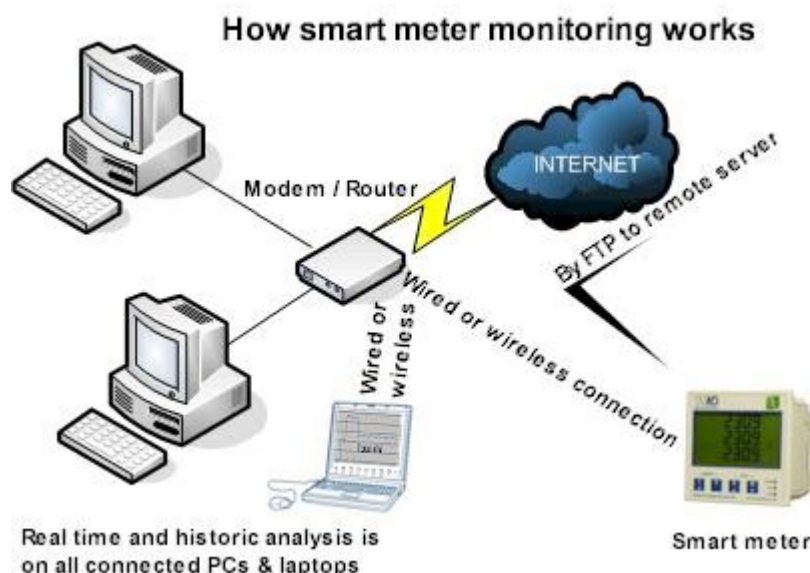 How smart meter monitoring works
INTERNET
Modem / Router
By FTP to remote server
Wired or wireless connection
Wired or
wireless
Real time and historic analysis is
on all connected PCs & laptops
Smart meter